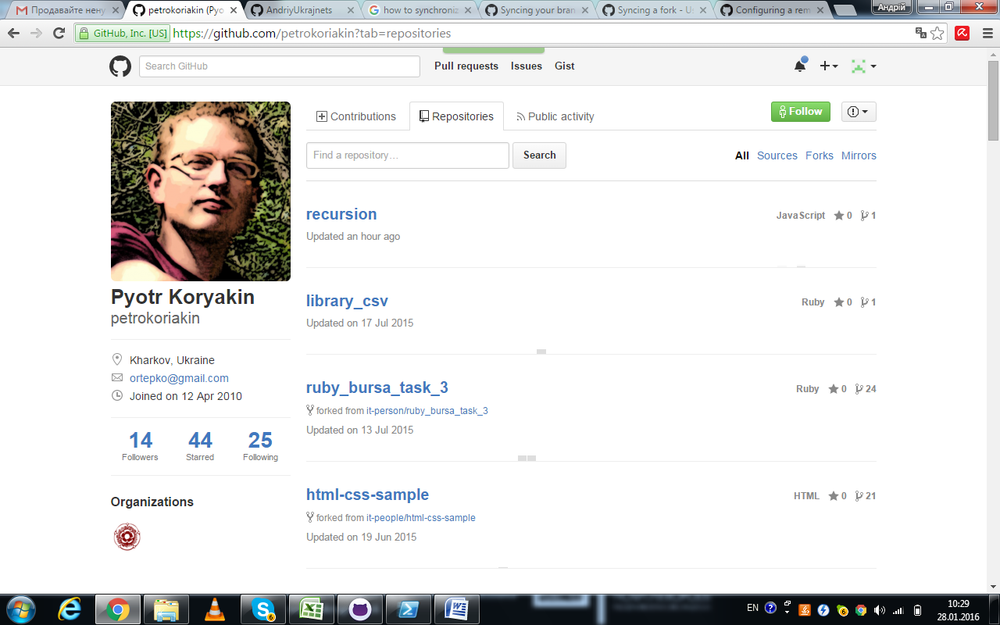 Продавайте нену
petrokoriakin (Pyo
AndriyUkrajnets
how to synchroniz
Syncing your bran
Syncing a fork - Us
Configuring a rem
Андрій
GitHub, Inc. [US]
https://github.com/petrokoriakin?tab=repositories
Search GitHub
Pull requests
Issues
Gist
Contributions
Repositories
Public activity
Follow
Find a repository...
Search
All
Sources
Forks
Mirrors
Pyotr Koryakin
petrokoriakin
Kharkov, Ukraine
ortepko@gmail.com
Joined on 12 Apr 2010
14
Followers
44
Starred
25
Following
Organizations
recursion
JavaScript
0
1
Updated an hour ago
library_csv
Ruby
0
1
Updated on 17 Jul 2015
ruby_bursa_task_3
Ruby
0
24
forked from it-person/ruby_bursa_task_3
Updated on 13 Jul 2015
html-css-sample
HTML
0
21
forked from it-people/html-css-sample
Updated on 19 Jun 2015
EN
10:29
28.01.2016